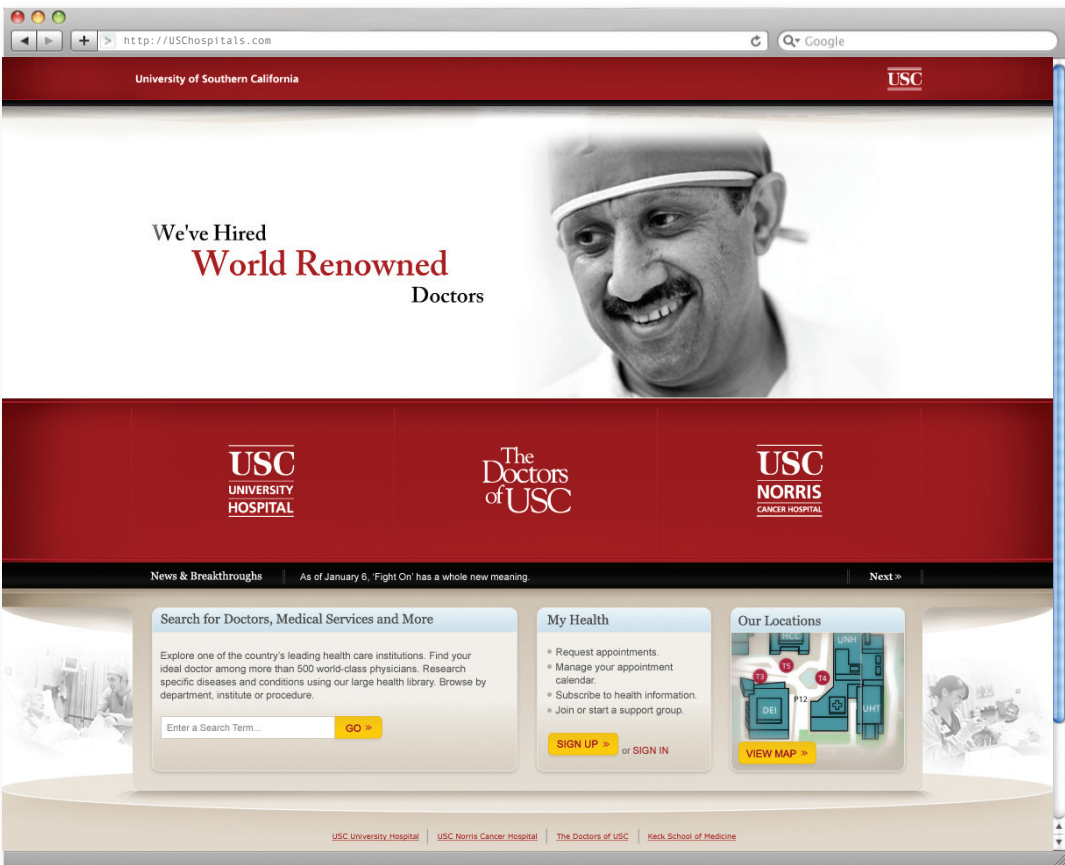 http://USChospitals.com
Google
University of Southern California
USC
We've Hired
World Renowned
Doctors
USC
UNIVERSITY
HOSPITAL
The
Doctors
of USC
USC
NORRIS
CANCER HOSPITAL
News & Breakthroughs
As of January 6, 'Fight On' has a whole new meaning.
Next »
Search for Doctors, Medical Services and More
Explore one of the country's leading health care institutions. Find your
ideal doctor among more than 500 world-class physicians. Research
specific diseases and conditions using our large health library. Browse by
department, institute or procedure.
Enter a Search Term...
GO »
My Health
Request appointments.
Manage your appointment
calendar.
Subscribe to health information.
Join or start a support group.
SIGN UP »
or SIGN IN
Our Locations
HCC
UNH
T5
T3
T4
P12
DEI
UHT
VIEW MAP »
USC University Hospital
USC Norris Cancer Hospital
The Doctors of USC
Keck School of Medicine